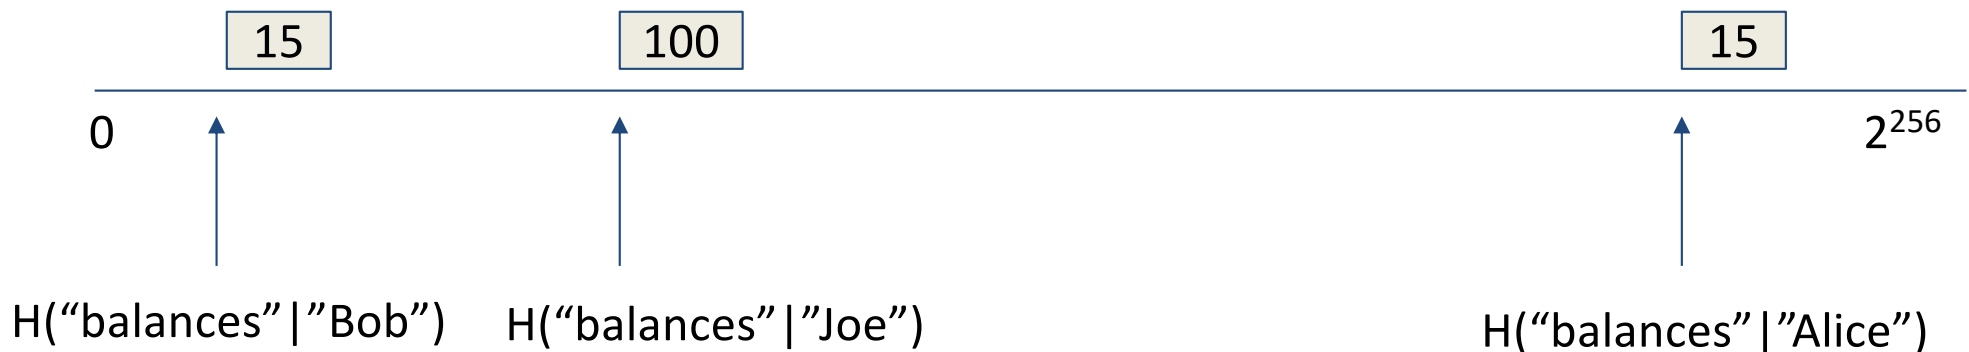 15 100 15
0 2^256
H(“balances”|”Bob”) H(“balances”|”Joe”) H(“balances”|”Alice”)